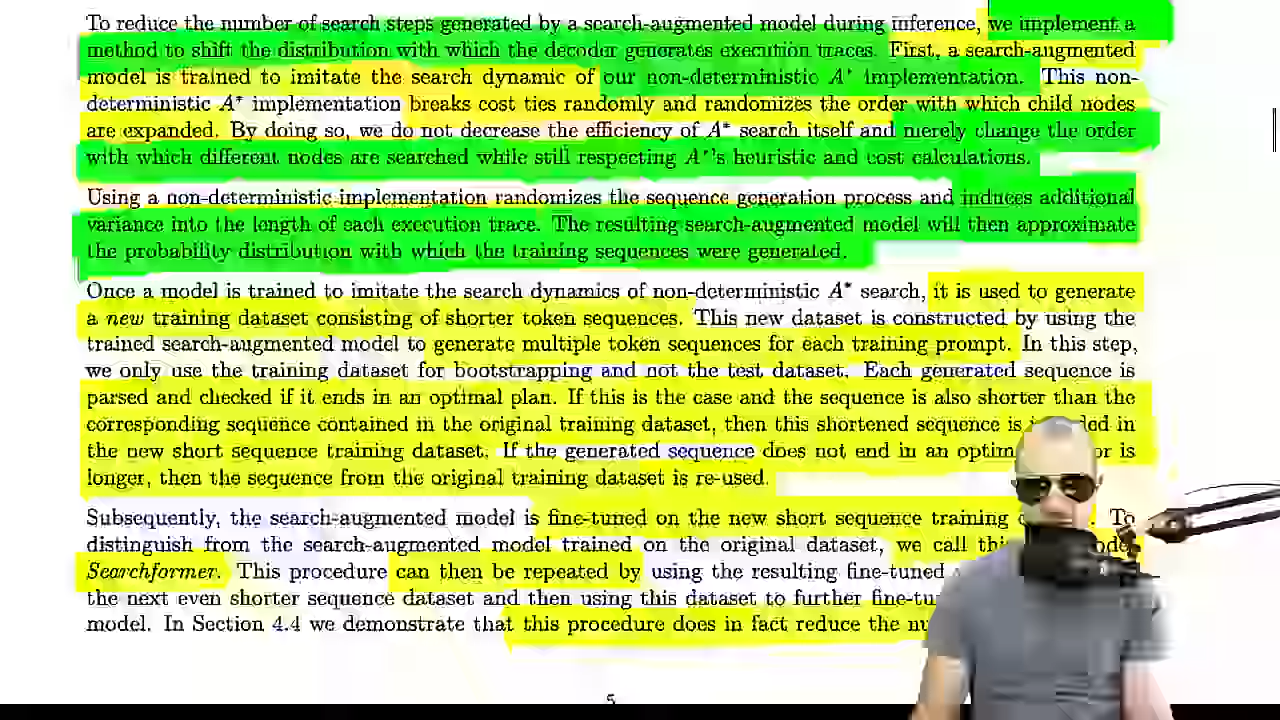 To reduce the number of search steps generated by a search-augmented model during inference, we implement a
method to shift the distribution with which the decoder generates execution traces. First, a search-augmented
model is trained to imitate the search dynamic of our non-deterministic A* implementation. This non-
deterministic A* implementation breaks cost ties randomly and randomizes the order with which child nodes
are expanded. By doing so, we do not decrease the efficiency of A* search itself and merely change the order
with which different nodes are searched while still respecting A*'s heuristic and cost calculations.
Using a non-deterministic implementation randomizes the sequence generation process and induces additional
variance into the length of each execution trace. The resulting search-augmented model will then approximate
the probability distribution with which the training sequences were generated.
Once a model is trained to imitate the search dynamics of non-deterministic A* search, it is used to generate
a new training dataset consisting of shorter token sequences. This new dataset is constructed by using the
trained search-augmented model to generate multiple token sequences for each training prompt. In this step,
we only use the training dataset for bootstrapping and not the test dataset. Each generated sequence is
parsed and checked if it ends in an optimal plan. If this is the case and the sequence is also shorter than the
corresponding sequence contained in the original training dataset, then this shortened sequence is in
the new short sequence training dataset. If the generated sequence does not end in an or is
longer, then the sequence from the original training dataset is re-used.
Subsequently, the search-augmented model is fine-tuned on the new short sequence training To
distinguish from the search-augmented model trained on the original dataset, we call
Searchformer. This procedure can then be repeated by using the resulting fine-tuned
the next even shorter sequence dataset and then using this dataset to further
model. In Section 4.4 we demonstrate that this procedure does in fact reduce the
5